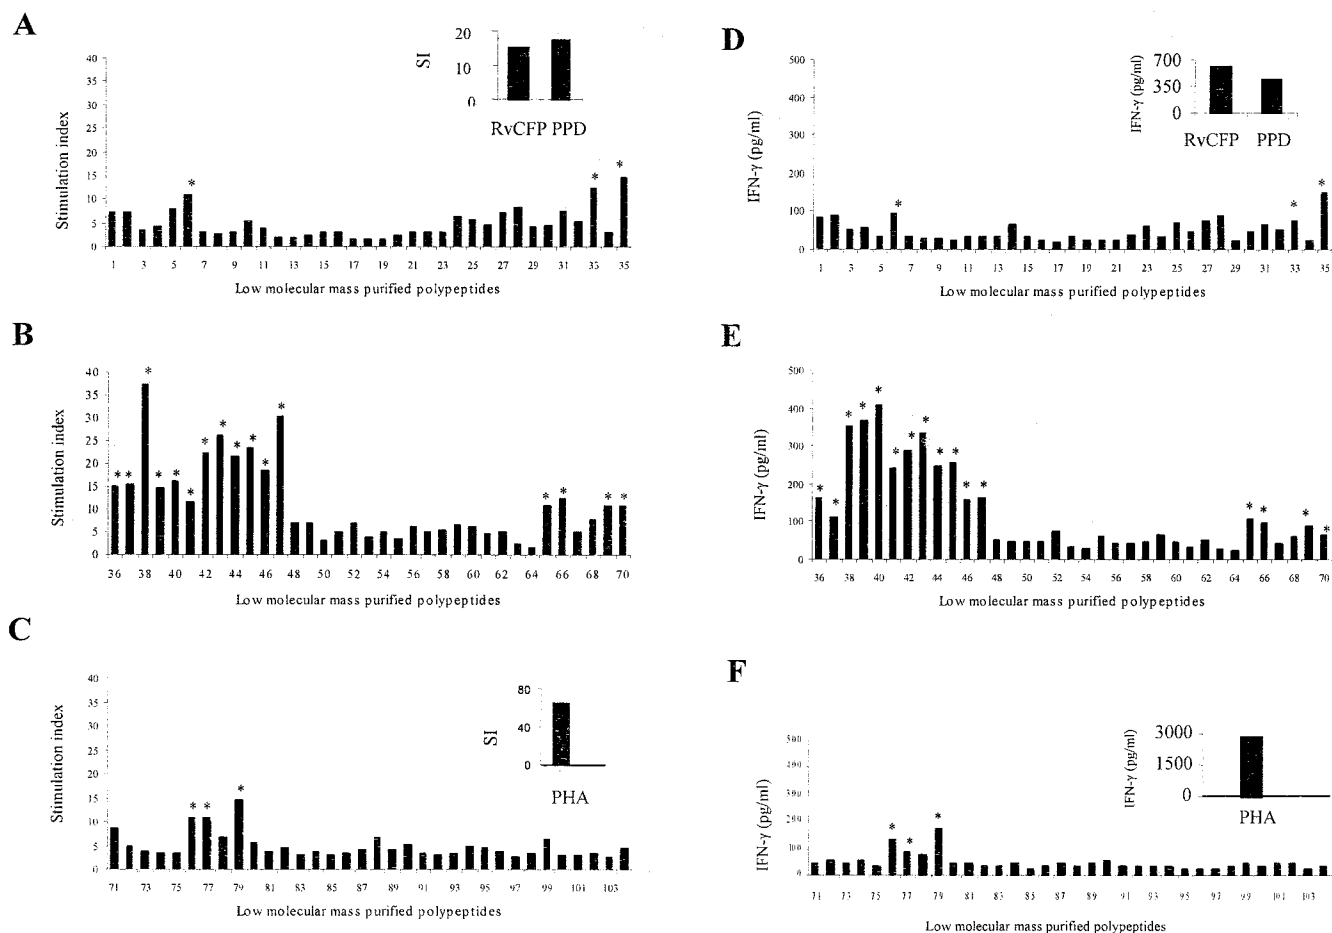 A
Stimulation index
40
35
30
25
20
15
10
5
0
* * *
1 3 5 7 9 11 13 15 17 19 21 23 25 27 29 31 33 35
Low molecular mass purified polypeptides
SI
20
10
0
RvCFP PPD
D
IFN-γ (pg/ml)
500
400
300
200
100
0
* * *
1 3 5 7 9 11 13 15 17 19 21 23 25 27 29 31 33 35
Low molecular mass purified polypeptides
IFN-γ (pg/ml)
700
350
0
RvCFP PPD
B
Stimulation index
40
35
30
25
20
15
10
5
0
* * * * * * * * * * * * * * * *
36 38 40 42 44 46 48 50 52 54 56 58 60 62 64 66 68 70
Low molecular mass purified polypeptides
E
IFN-γ (pg/ml)
500
400
300
200
100
0
* * * * * * * * * * * * * * * *
36 38 40 42 44 46 48 50 52 54 56 58 60 62 64 66 68 70
Low molecular mass purified polypeptides
C
Stimulation index
40
35
30
25
20
15
10
5
0
* * *
71 73 75 77 79 81 83 85 87 89 91 93 95 97 99 101 103
Low molecular mass purified polypeptides
SI
80
40
0
PHA
F
IFN-γ (pg/ml)
500
400
300
200
100
0
* * *
71 73 75 77 79 81 83 85 87 89 91 93 95 97 99 101 103
Low molecular mass purified polypeptides
IFN-γ (pg/ml)
3000
1500
0
PHA